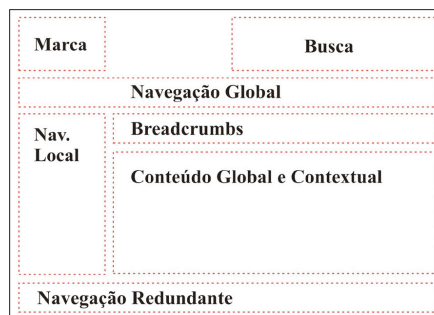 Marca
Busca
Navegação Global
Nav.
Local
Breadcrumbs
Conteúdo Global e Contextual
Navegação Redundante